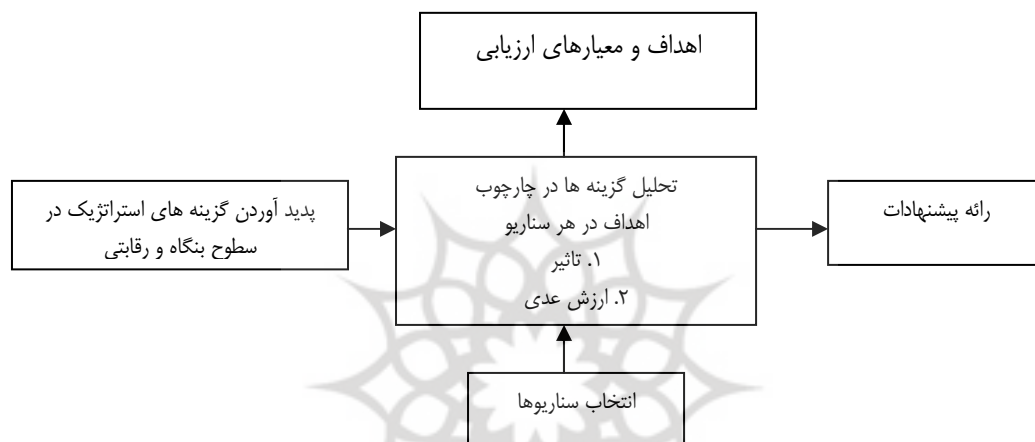 اهداف و معیارهای ارزیابی
پدید آوردن گزینه های استراتژیک در
سطوح بنگاه و رقابتی
تحلیل گزینه ها در چارچوب
اهداف در هر سناریو
۱. تاثیر
۲. ارزش عدی
رائه پیشنهادات
انتخاب سناریوها